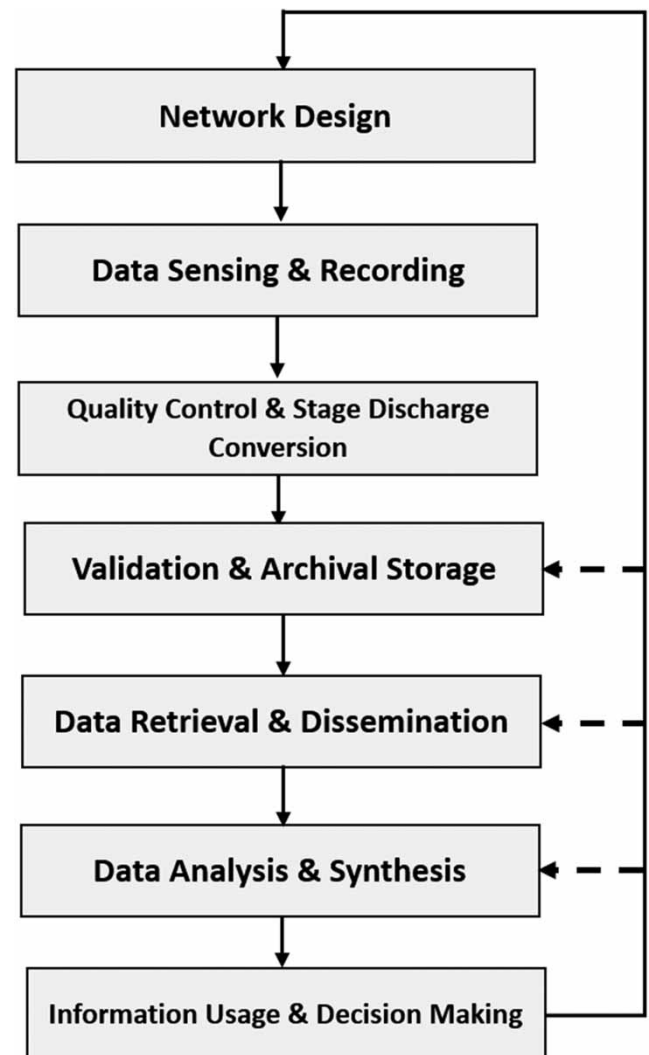 Network Design
Data Sensing & Recording
Quality Control & Stage Discharge
Conversion
Validation & Archival Storage
Data Retrieval & Dissemination
Data Analysis & Synthesis
Information Usage & Decision Making